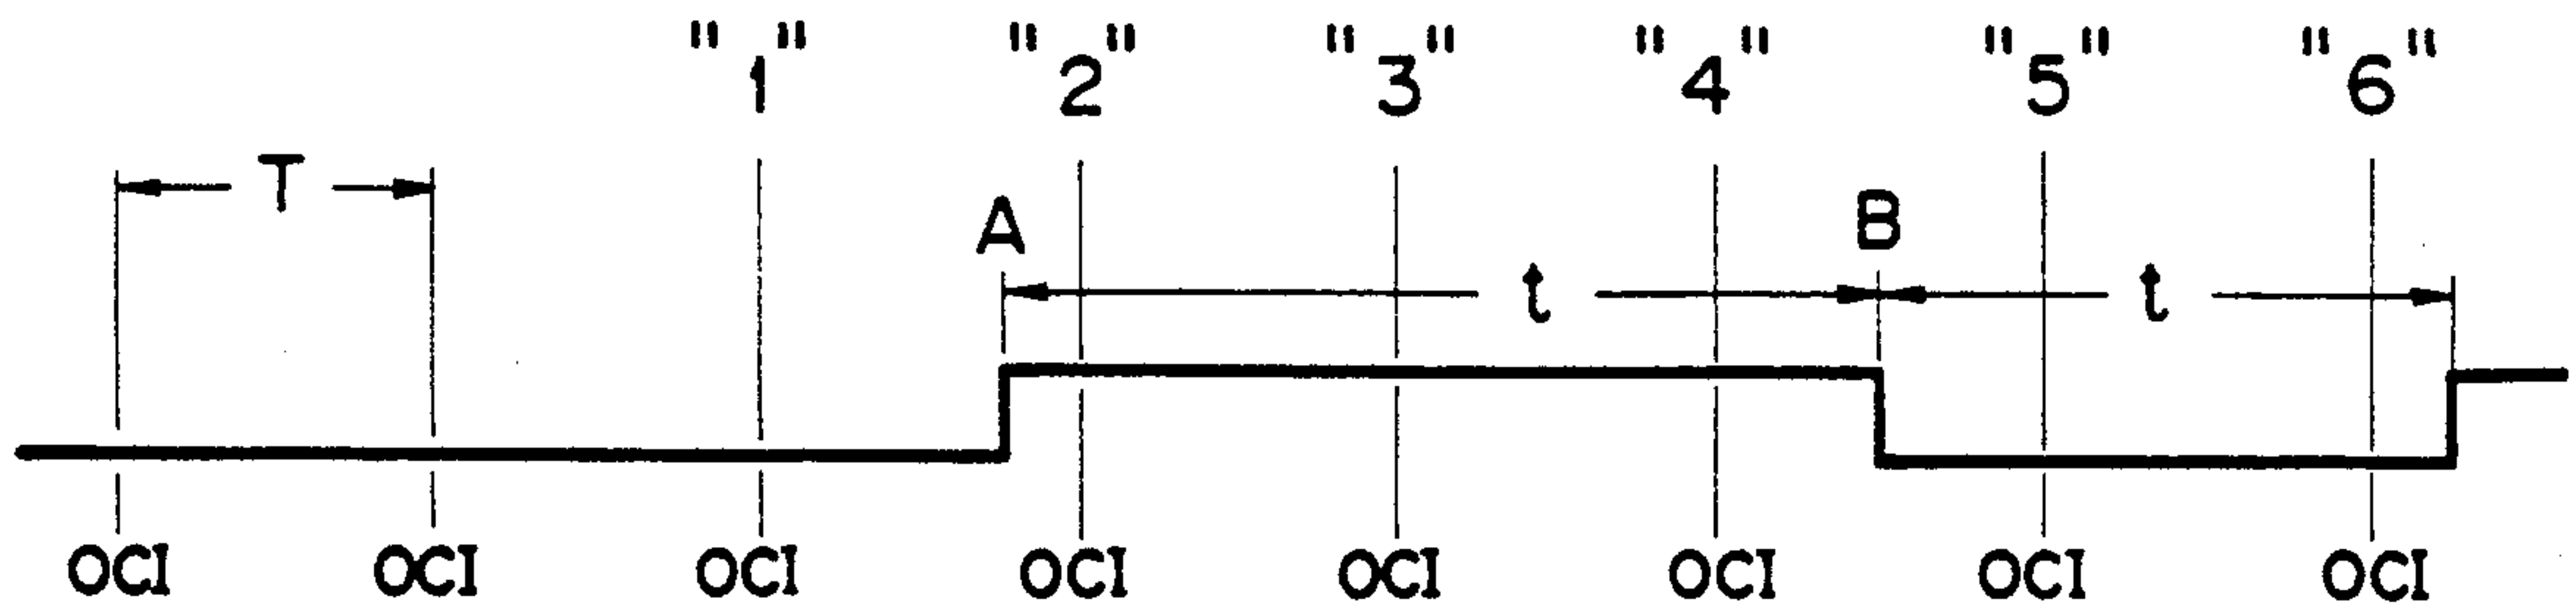 "1" "2" "3" "4" "5" "6"
T
A B
t t
OCI OCI OCI OCI OCI OCI OCI OCI